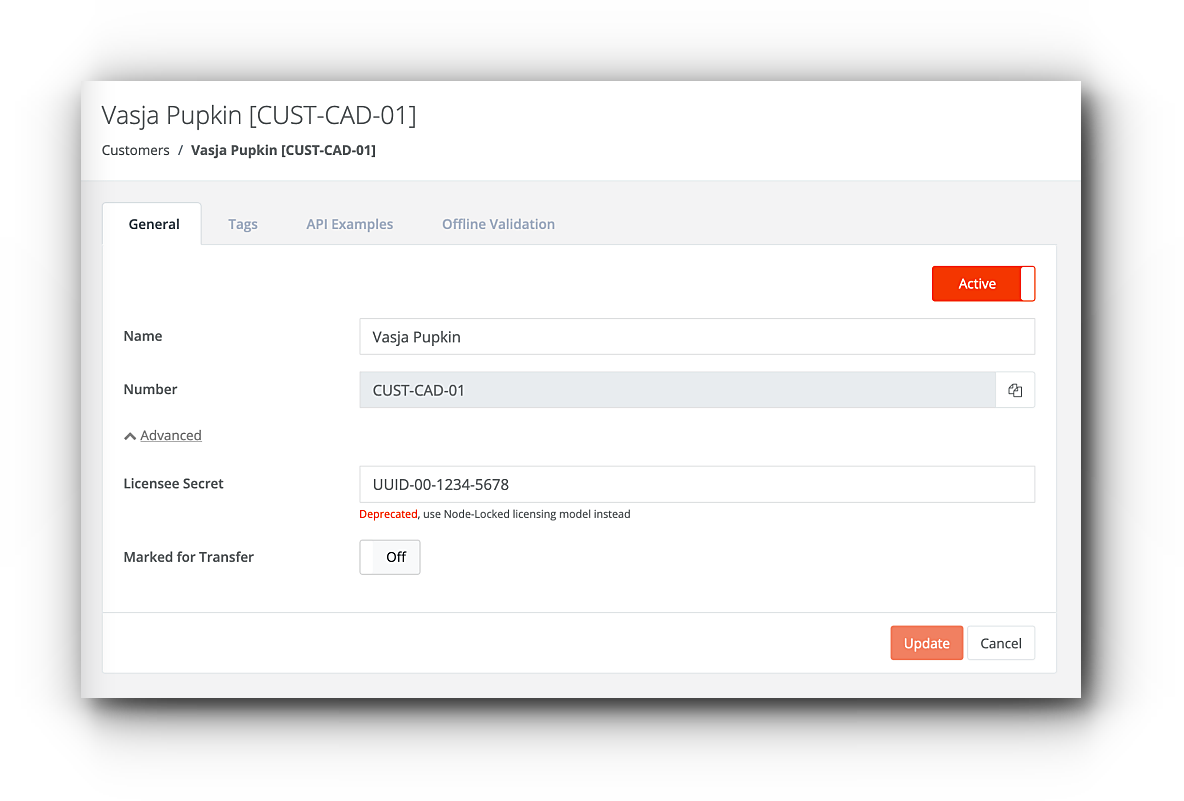 Vasja Pupkin [CUST-CAD-01]
Customers / Vasja Pupkin [CUST-CAD-01]
General Tags API Examples Offline Validation
Active
Name Vasja Pupkin
Number CUST-CAD-01
Advanced
Licensee Secret UUID-00-1234-5678
Deprecated, use Node-Locked licensing model instead
Marked for Transfer Off
Update Cancel